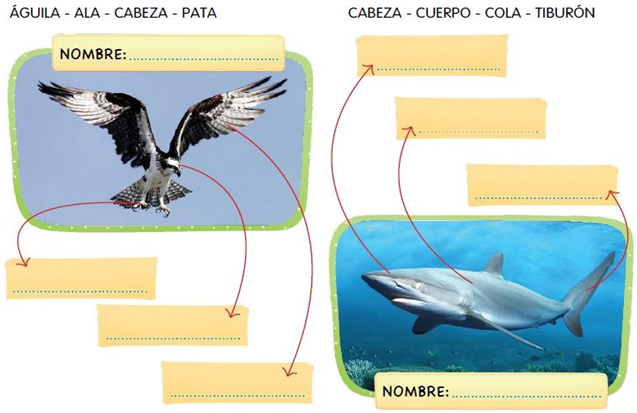 ÁGUILA - ALA - CABEZA - PATA
NOMBRE:
CABEZA - CUERPO - COLA - TIBURÓN
NOMBRE: